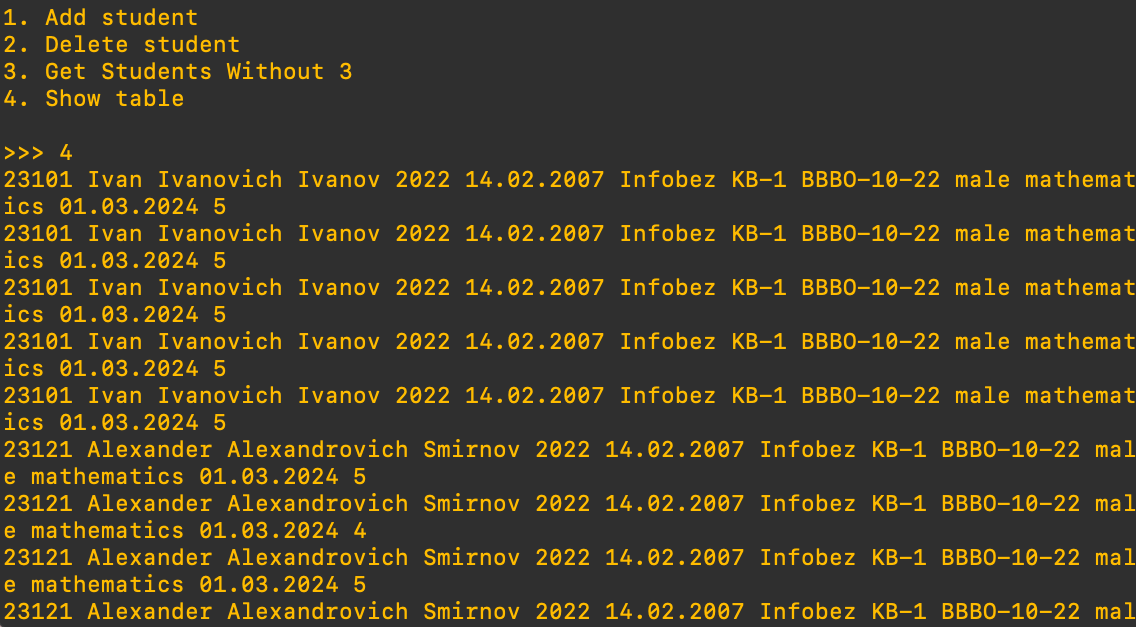 1. Add student
2. Delete student
3. Get Students Without 3
4. Show table
>>> 4
23101 Ivan Ivanovich Ivanov 2022 14.02.2007 Infobez KB-1 BBBO-10-22 male mathemat
ics 01.03.2024 5
23101 Ivan Ivanovich Ivanov 2022 14.02.2007 Infobez KB-1 BBBO-10-22 male mathemat
ics 01.03.2024 5
23101 Ivan Ivanovich Ivanov 2022 14.02.2007 Infobez KB-1 BBBO-10-22 male mathemat
ics 01.03.2024 5
23101 Ivan Ivanovich Ivanov 2022 14.02.2007 Infobez KB-1 BBBO-10-22 male mathemat
ics 01.03.2024 5
23101 Ivan Ivanovich Ivanov 2022 14.02.2007 Infobez KB-1 BBBO-10-22 male mathemat
ics 01.03.2024 5
23121 Alexander Alexandrovich Smirnov 2022 14.02.2007 Infobez KB-1 BBBO-10-22 mal
e mathematics 01.03.2024 5
23121 Alexander Alexandrovich Smirnov 2022 14.02.2007 Infobez KB-1 BBBO-10-22 mal
e mathematics 01.03.2024 4
23121 Alexander Alexandrovich Smirnov 2022 14.02.2007 Infobez KB-1 BBBO-10-22 mal
e mathematics 01.03.2024 5
23121 Alexander Alexandrovich Smirnov 2022 14.02.2007 Infobez KB-1 BBBO-10-22 mal